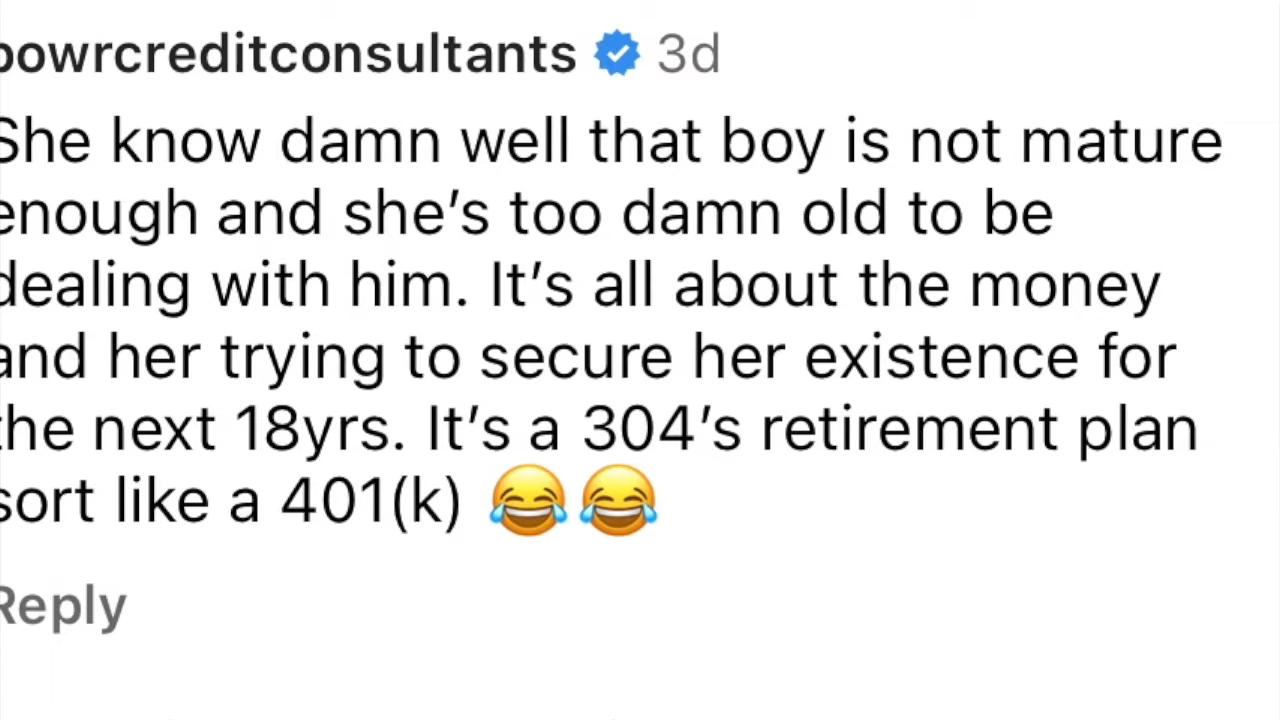 powrcreditconsultants 3d
She know damn well that boy is not mature
enough and she's too damn old to be
dealing with him. It's all about the money
and her trying to secure her existence for
the next 18yrs. It's a 304's retirement plan
sort like a 401(k) 😂😂
Reply